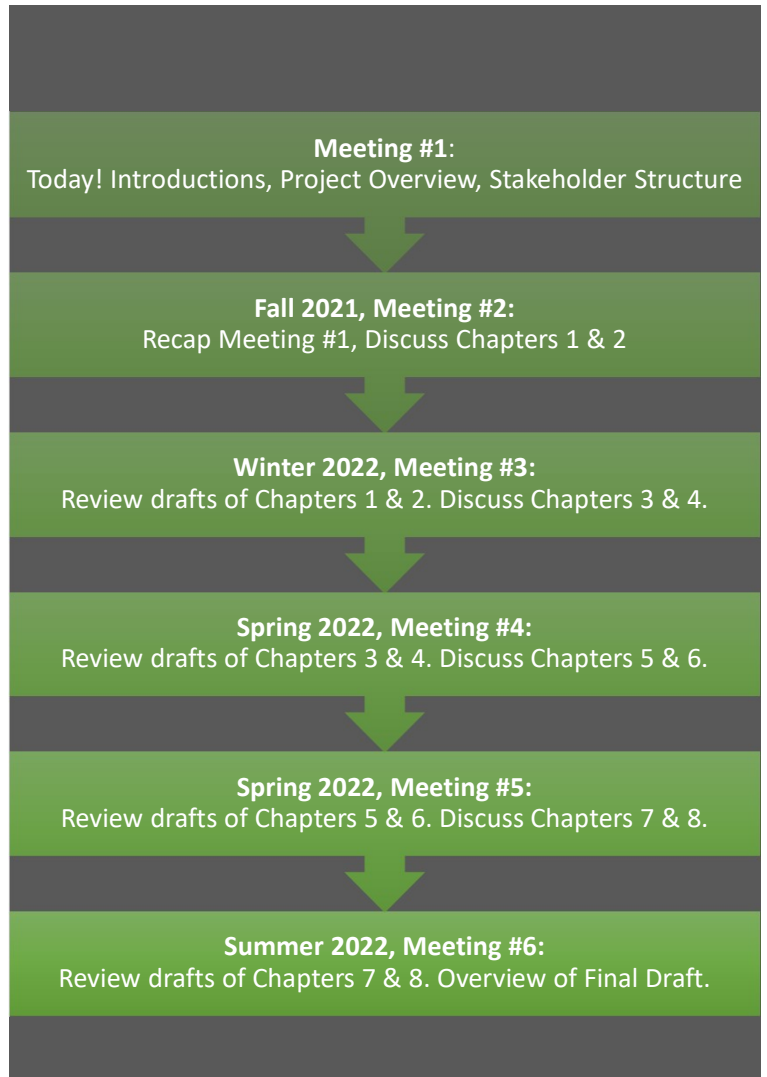 Meeting #1:
Today! Introductions, Project Overview, Stakeholder Structure
Fall 2021, Meeting #2:
Recap Meeting #1, Discuss Chapters 1 & 2
Winter 2022, Meeting #3:
Review drafts of Chapters 1 & 2. Discuss Chapters 3 & 4.
Spring 2022, Meeting #4:
Review drafts of Chapters 3 & 4. Discuss Chapters 5 & 6.
Spring 2022, Meeting #5:
Review drafts of Chapters 5 & 6. Discuss Chapters 7 & 8.
Summer 2022, Meeting #6:
Review drafts of Chapters 7 & 8. Overview of Final Draft.